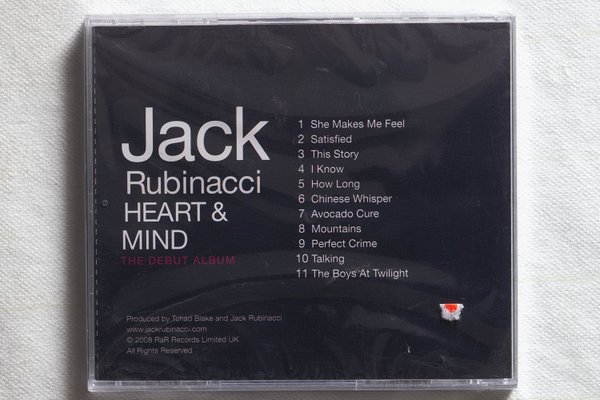 Jack
Rubinacci
HEART &
MIND
THE DEBUT ALBUM
1 She Makes Me Feel
2 Satisfied
3 This Story
4 I Know
5 How Long
6 Chinese Whisper
7 Avocado Cure
8 Mountains
9 Perfect Crime
10 Talking
11 The Boys At Twilight
Produced by Tchad Blake and Jack Rubinacci
www.jackrubinacci.com
© 2008 RaR Records Limited UK
All Rights Reserved